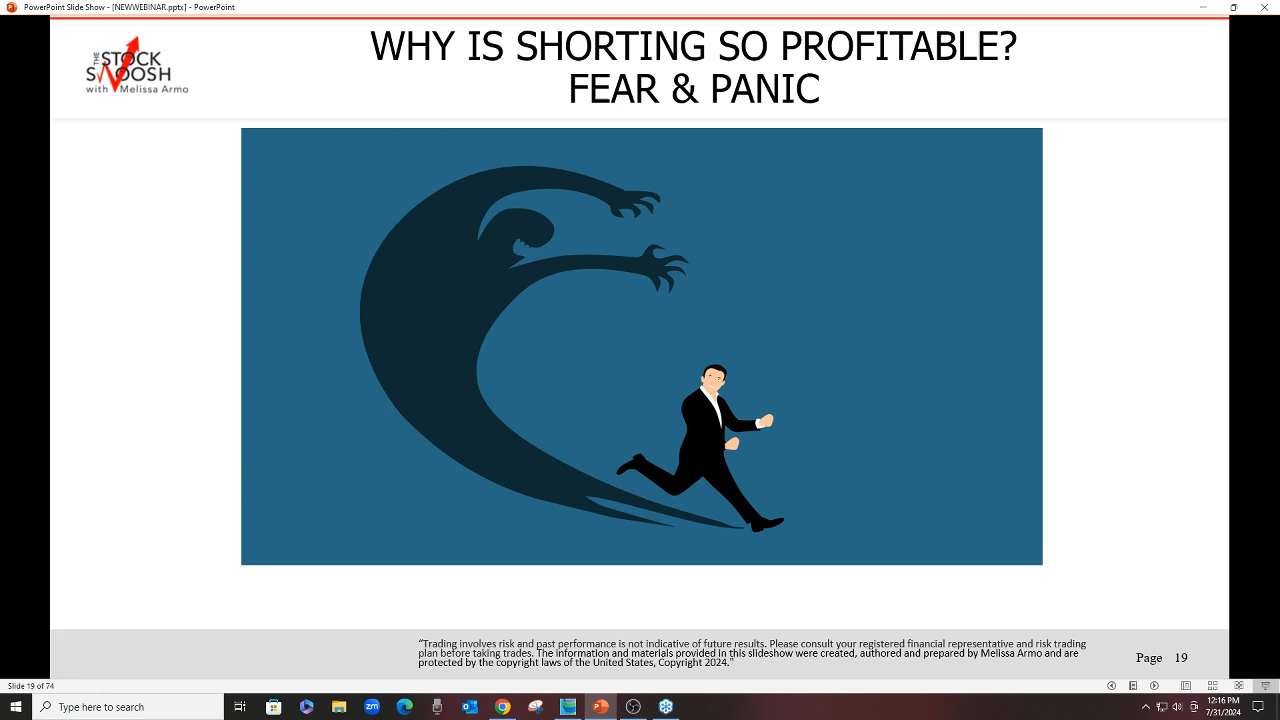 PowerPoint Slide Show - [NEWWEBINAR.pptx] - PowerPoint
WHY IS SHORTING SO PROFITABLE?
FEAR & PANIC
THE
STOCK
SWOOSH
with Melissa Armo
"Trading involves risk and past performance is not indicative of future results. Please consult your registered financial representative and risk trading
plan before taking trades. The information and materials provided in this slideshow were created, authored and prepared by Melissa Armo and are
protected by the copyright laws of the United States, Copyright 2024."
Page 19
Slide 19 of 74
Type here to search
zm
12:16 PM
7/31/2024